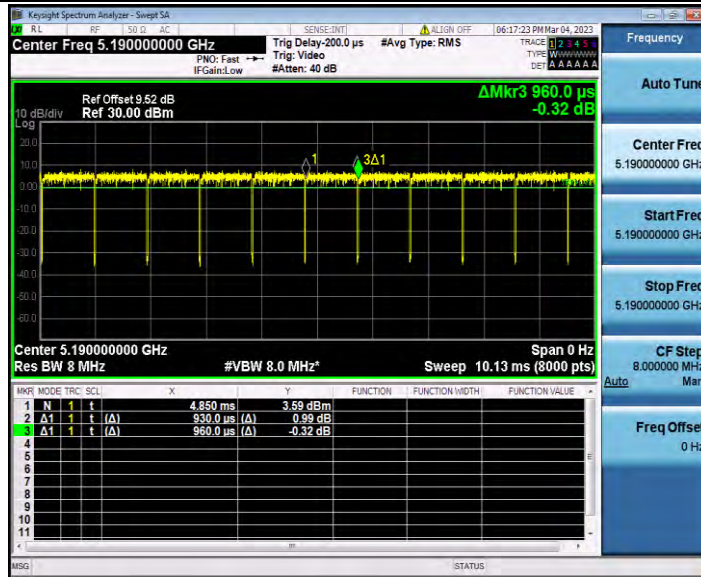 Keysight Spectrum Analyzer - Swept SA
RL RF 50 Ω AC SENSE:INT ALIGN OFF 06:17:23 PM Mar 04, 2023
Center Freq 5.190000000 GHz
PNO: Fast
IFGain:Low
Trig Delay-200.0 µs
Trig: Video
#Atten: 40 dB
#Avg Type: RMS
TRACE 1 2 3 4 5 6
TYPE W
DET A A A A A A
ΔMkr3 960.0 µs
-0.32 dB
Ref Offset 9.52 dB
Ref 30.00 dBm
10 dB/div
Log
20.0
10.0
0.00
-10.0
-20.0
-30.0
-40.0
-50.0
-60.0
1
3Δ1
Center 5.190000000 GHz
Span 0 Hz
Res BW 8 MHz
#VBW 8.0 MHz*
Sweep 10.13 ms (8000 pts)
MKR MODE TRC SCL X Y FUNCTION FUNCTION WIDTH FUNCTION VALUE
1 N 1 t 4.850 ms 3.59 dBm
2 Δ1 1 t (Δ) 930.0 µs (Δ) 0.99 dB
3 Δ1 1 t (Δ) 960.0 µs (Δ) -0.32 dB
4
5
6
7
8
9
10
11
MSG
STATUS
Frequency
Auto Tune
Center Freq
5.190000000 GHz
Start Freq
5.190000000 GHz
Stop Freq
5.190000000 GHz
CF Step
8.000000 MHz
Auto Man
Freq Offset
0 Hz